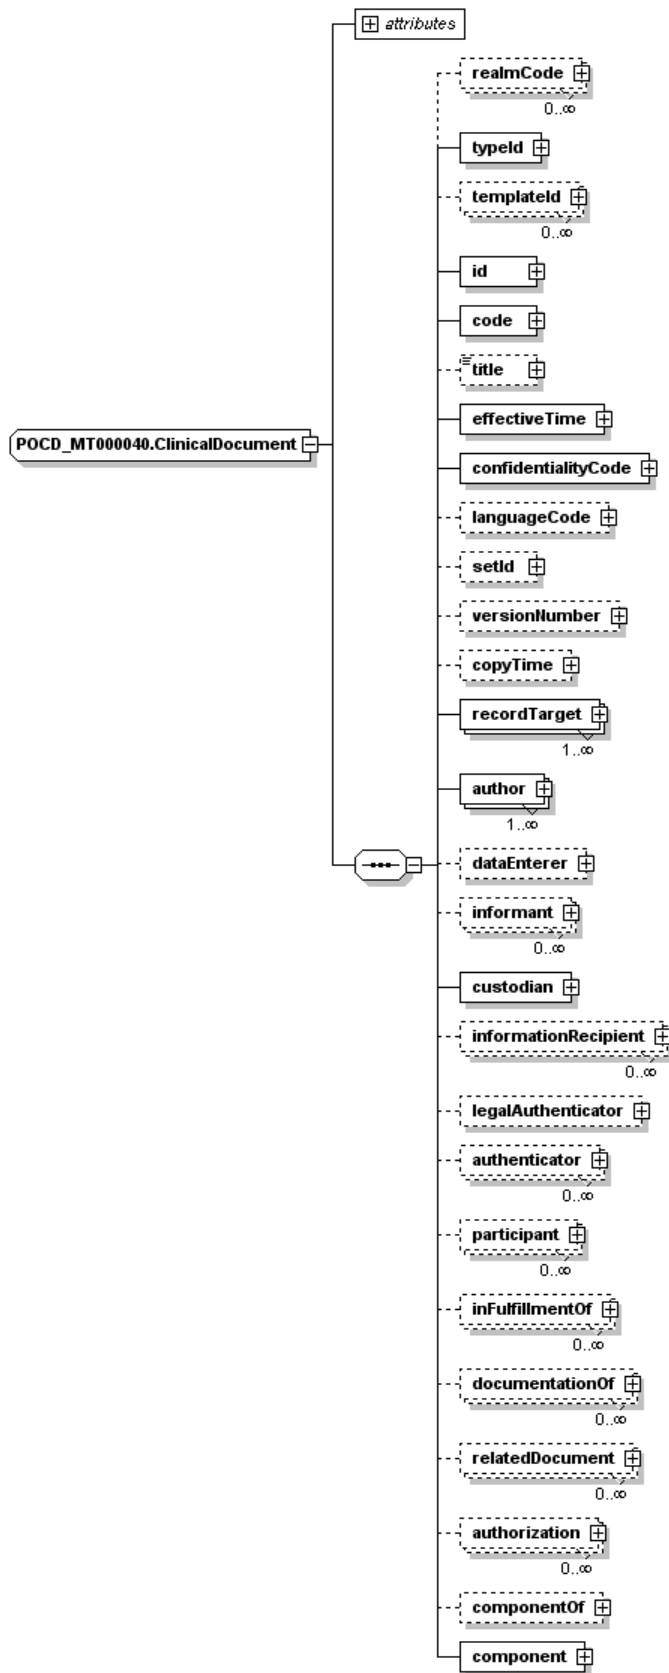 attributes
realmCode
0..∞
typeId
templateId
0..∞
id
code
title
effectiveTime
POCD_MT000040.ClinicalDocument
confidentialityCode
languageCode
setId
versionNumber
copyTime
recordTarget
1..∞
author
1..∞
dataEnterer
informant
0..∞
custodian
informationRecipient
0..∞
legalAuthenticator
authenticator
0..∞
participant
0..∞
inFulfillmentOf
0..∞
documentationOf
0..∞
relatedDocument
0..∞
authorization
0..∞
componentOf
component